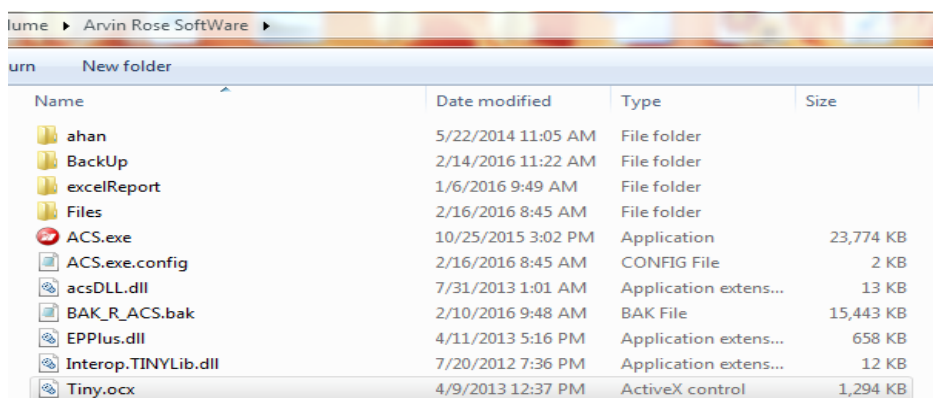 lume ▸ Arvin Rose SoftWare ▸
urn New folder
Name Date modified Type Size
ahan 5/22/2014 11:05 AM File folder
BackUp 2/14/2016 11:22 AM File folder
excelReport 1/6/2016 9:49 AM File folder
Files 2/16/2016 8:45 AM File folder
ACS.exe 10/25/2015 3:02 PM Application 23,774 KB
ACS.exe.config 2/16/2016 8:45 AM CONFIG File 2 KB
acsDLL.dll 7/31/2013 1:01 AM Application extens... 13 KB
BAK_R_ACS.bak 2/10/2016 9:48 AM BAK File 15,443 KB
EPPlus.dll 4/11/2013 5:16 PM Application extens... 658 KB
Interop.TINYLib.dll 7/20/2012 7:36 PM Application extens... 12 KB
Tiny.ocx 4/9/2013 12:37 PM ActiveX control 1,294 KB